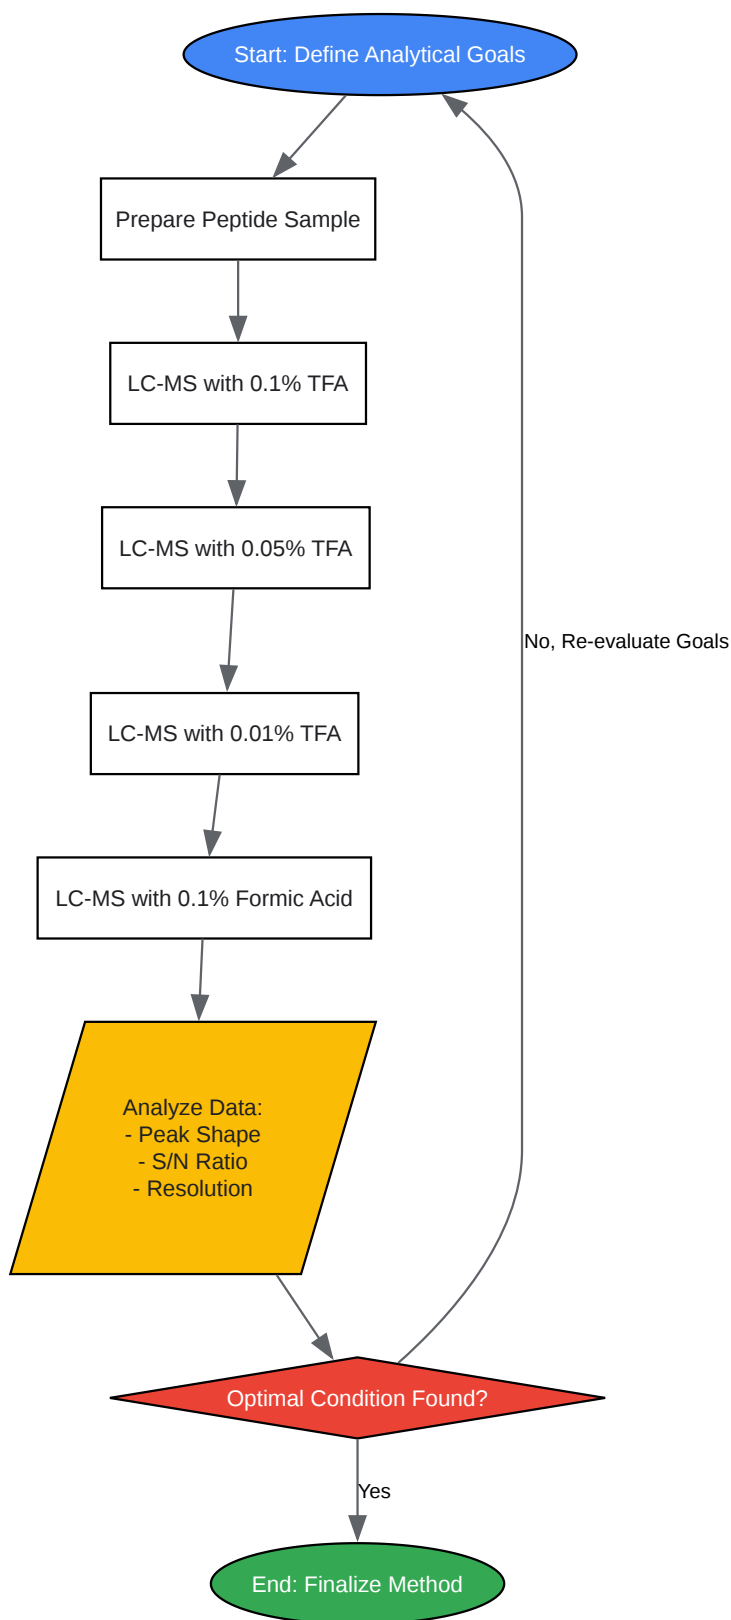 Start: Define Analytical Goals
Prepare Peptide Sample
LC-MS with 0.1% TFA
LC-MS with 0.05% TFA
No, Re-evaluate Goals
LC-MS with 0.01% TFA
LC-MS with 0.1% Formic Acid
Analyze Data:
- Peak Shape
- S/N Ratio
- Resolution
Optimal Condition Found?
Yes
End: Finalize Method